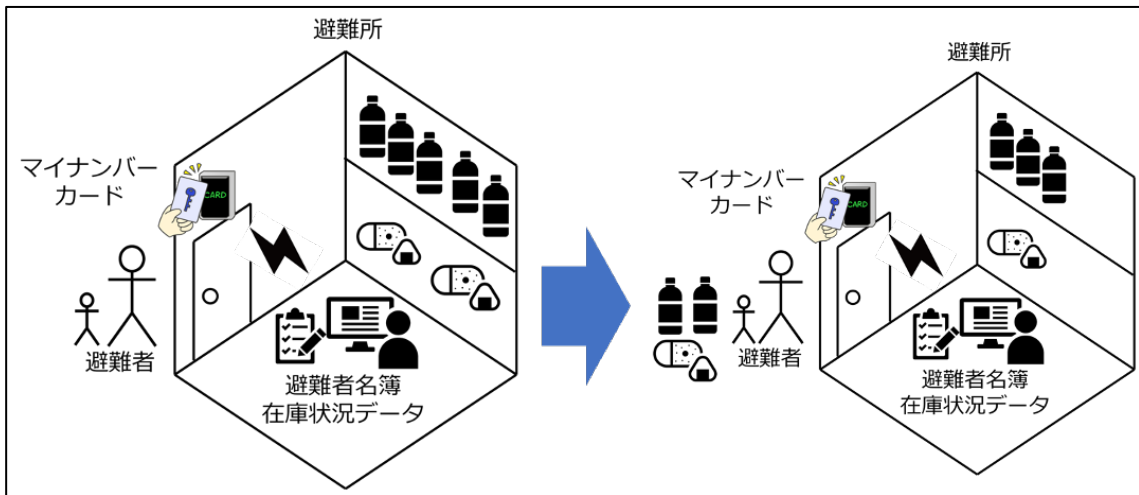 避難所
マイナンバー
カード
CARD
避難者
避難者名簿
在庫状況データ
避難所
マイナンバー
カード
CARD
避難者
避難者名簿
在庫状況データ